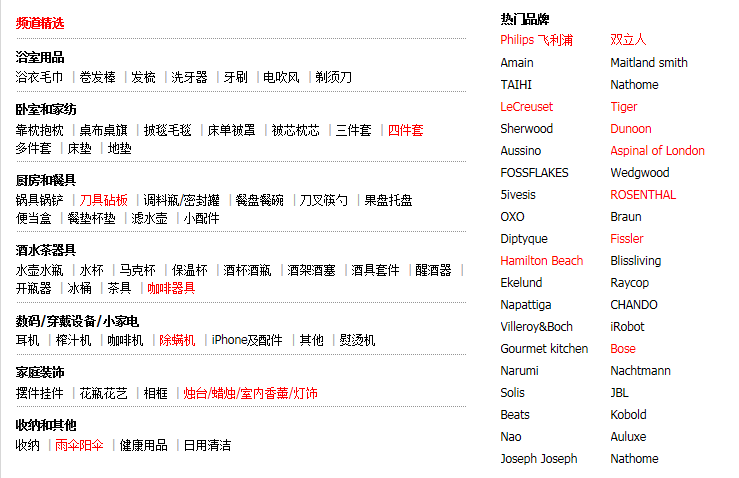 频道精选
浴室用品
浴衣毛巾 | 卷发棒 | 发梳 | 洗牙器 | 牙刷 | 电吹风 | 剃须刀
卧室和家纺
靠枕抱枕 | 桌布桌旗 | 披毯毛毯 | 床单被罩 | 被芯枕芯 | 三件套 | 四件套
多件套 | 床垫 | 地垫
厨房和餐具
锅具锅铲 | 刀具砧板 | 调料瓶/密封罐 | 餐盘餐碗 | 刀叉筷勺 | 果盘托盘
便当盒 | 餐垫杯垫 | 滤水壶 | 小配件
酒水茶器具
水壶水瓶 | 水杯 | 马克杯 | 保温杯 | 酒杯酒瓶 | 酒架酒塞 | 酒具套件 | 醒酒器 |
开瓶器 | 冰桶 | 茶具 | 咖啡器具
数码/穿戴设备/小家电
耳机 | 榨汁机 | 咖啡机 | 除螨机 | iPhone及配件 | 其他 | 熨烫机
家庭装饰
摆件挂件 | 花瓶花艺 | 相框 | 烛台/蜡烛/室内香薰/灯饰
收纳和其他
收纳 | 雨伞阳伞 | 健康用品 | 日用清洁
热门品牌
Philips 飞利浦 双立人
Amain Maitland smith
TAIHI Nathome
LeCreuset Tiger
Sherwood Dunoon
Aussino Aspinal of London
FOSSFLAKES Wedgwood
5ivesis ROSENTHAL
OXO Braun
Diptyque Fissler
Hamilton Beach Blissliving
Ekelund Raycop
Napattiga CHANDO
Villeroy&Boch iRobot
Gourmet kitchen Bose
Narumi Nachtmann
Solis JBL
Beats Kobold
Nao Auluxe
Joseph Joseph Nathome